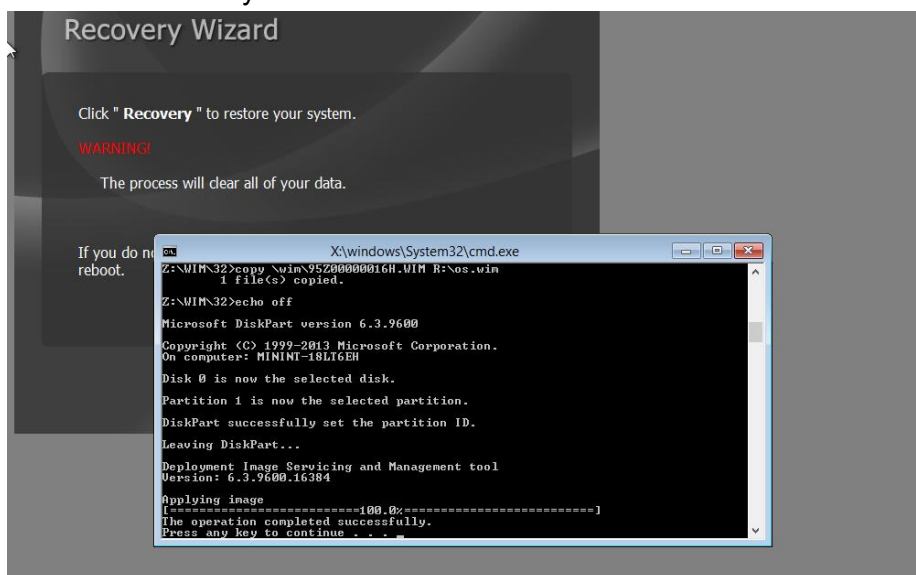 Recovery Wizard
Click " Recovery " to restore your system.
WARNING!
The process will clear all of your data.
If you do
reboot.
X:\windows\System32\cmd.exe
Z:\WIM\32>copy \wim\95Z00000016H.WIM R:\os.wim
1 file(s) copied.
Z:\WIM\32>echo off
Microsoft DiskPart version 6.3.9600
Copyright (C) 1999-2013 Microsoft Corporation.
On computer: MININT-18LT6EH
Disk 0 is now the selected disk.
Partition 1 is now the selected partition.
DiskPart successfully set the partition ID.
Leaving DiskPart...
Deployment Image Servicing and Management tool
Version: 6.3.9600.16384
Applying image
[==========================100.0%==========================]
The operation completed successfully.
Press any key to continue . . . _